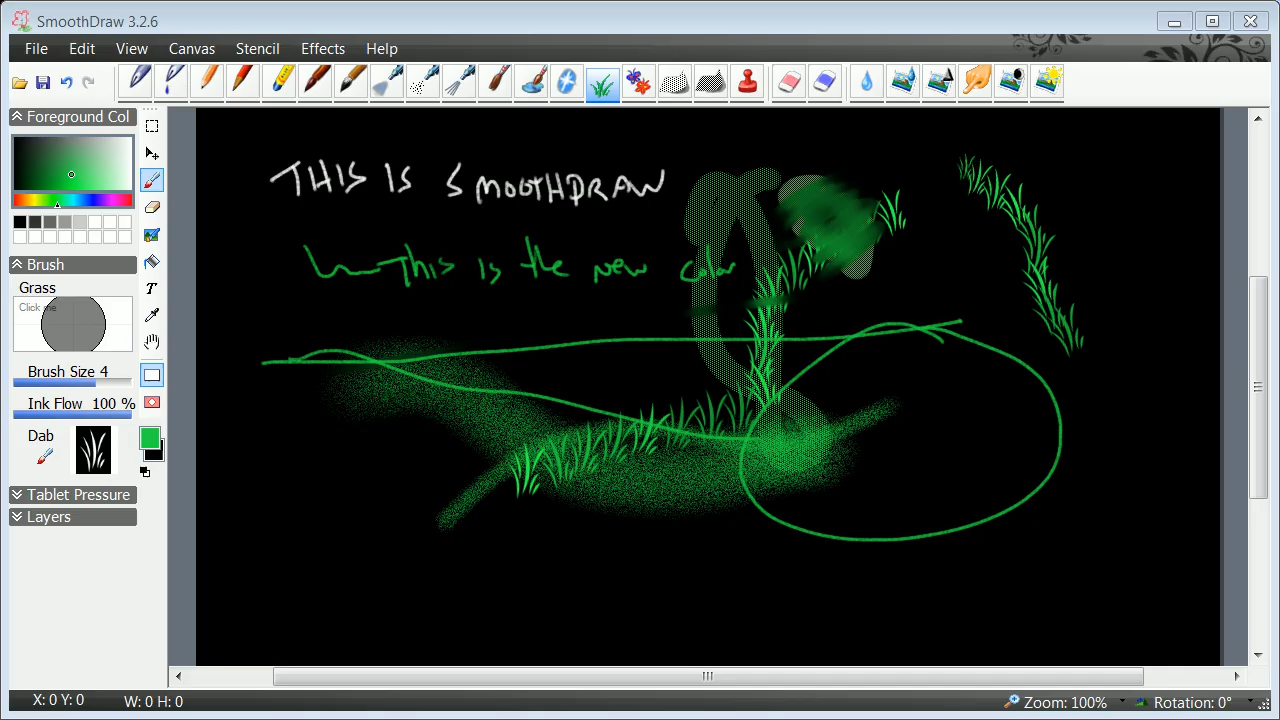 SmoothDraw 3.2.6
File Edit View Canvas Stencil Effects Help
Foreground Col
Brush
Grass
Click me
Brush Size 4
Ink Flow 100 %
Dab
Tablet Pressure
Layers
THIS IS SMOOTHDRAW
This is the new color
X: 0 Y: 0 W: 0 H: 0 Zoom: 100% Rotation: 0°